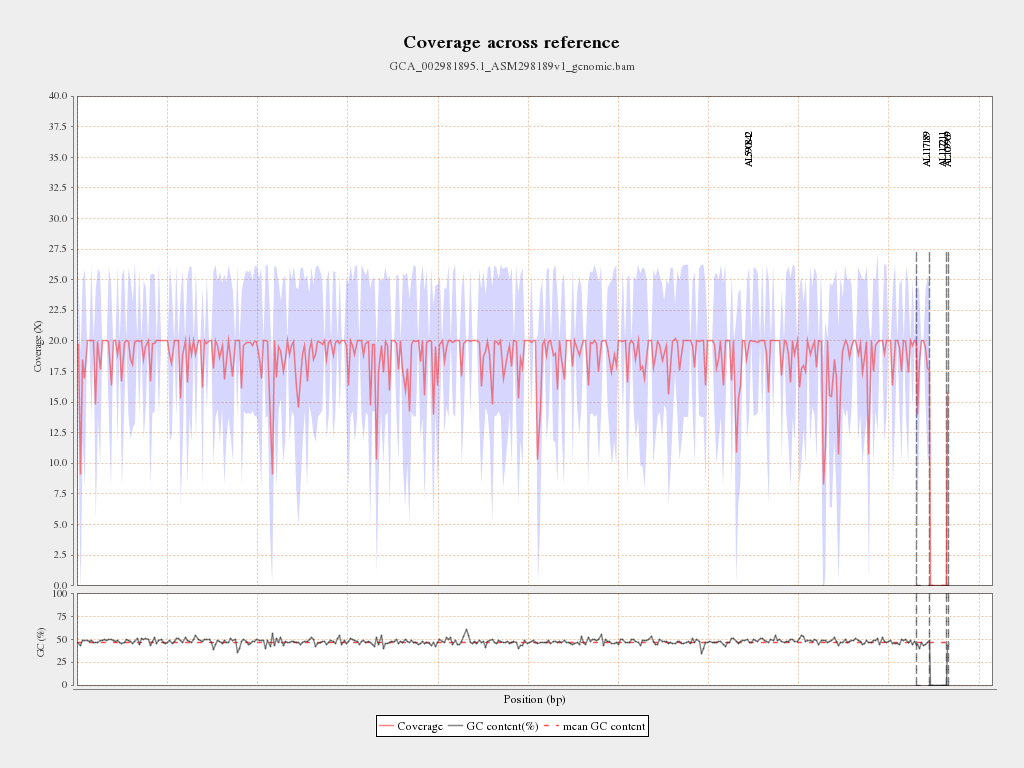 Coverage across reference
GCA_002981895.1_ASM298189v1_genomic.bam
40.0
37.5
35.0
32.5
30.0
27.5
25.0
22.5
20.0
17.5
15.0
12.5
10.0
7.5
5.0
2.5
0.0
Coverage (X)
AL590842
AL117189
AL117211
AL109969
100
75
50
25
0
GC (%)
Position (bp)
Coverage GC content(%) mean GC content